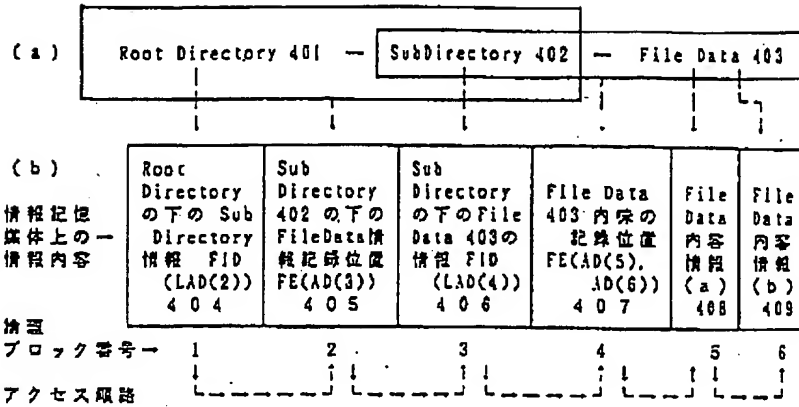 (a) Root Directory 401 — SubDirectory 402 — File Data 403
(b)
情報記憶
媒体上の
情報内容
Root
Directory
の下の Sub
Directory
情報 FID
(LAD(2))
404
Sub
Directory
402 の下の
FileData情
報記録位置
FE(AD(3))
405
Sub
Directory
の下のFile
Data 403の
情報 FID
(LAD(4))
406
File Data
403 内容の
記録位置
FE(AD(5),
AD(6))
407
File
Data
内容
情報
(a)
408
File
Data
内容
情報
(b)
409
情報
ブロック番号→ 1 2 3 4 5 6
アクセス経路